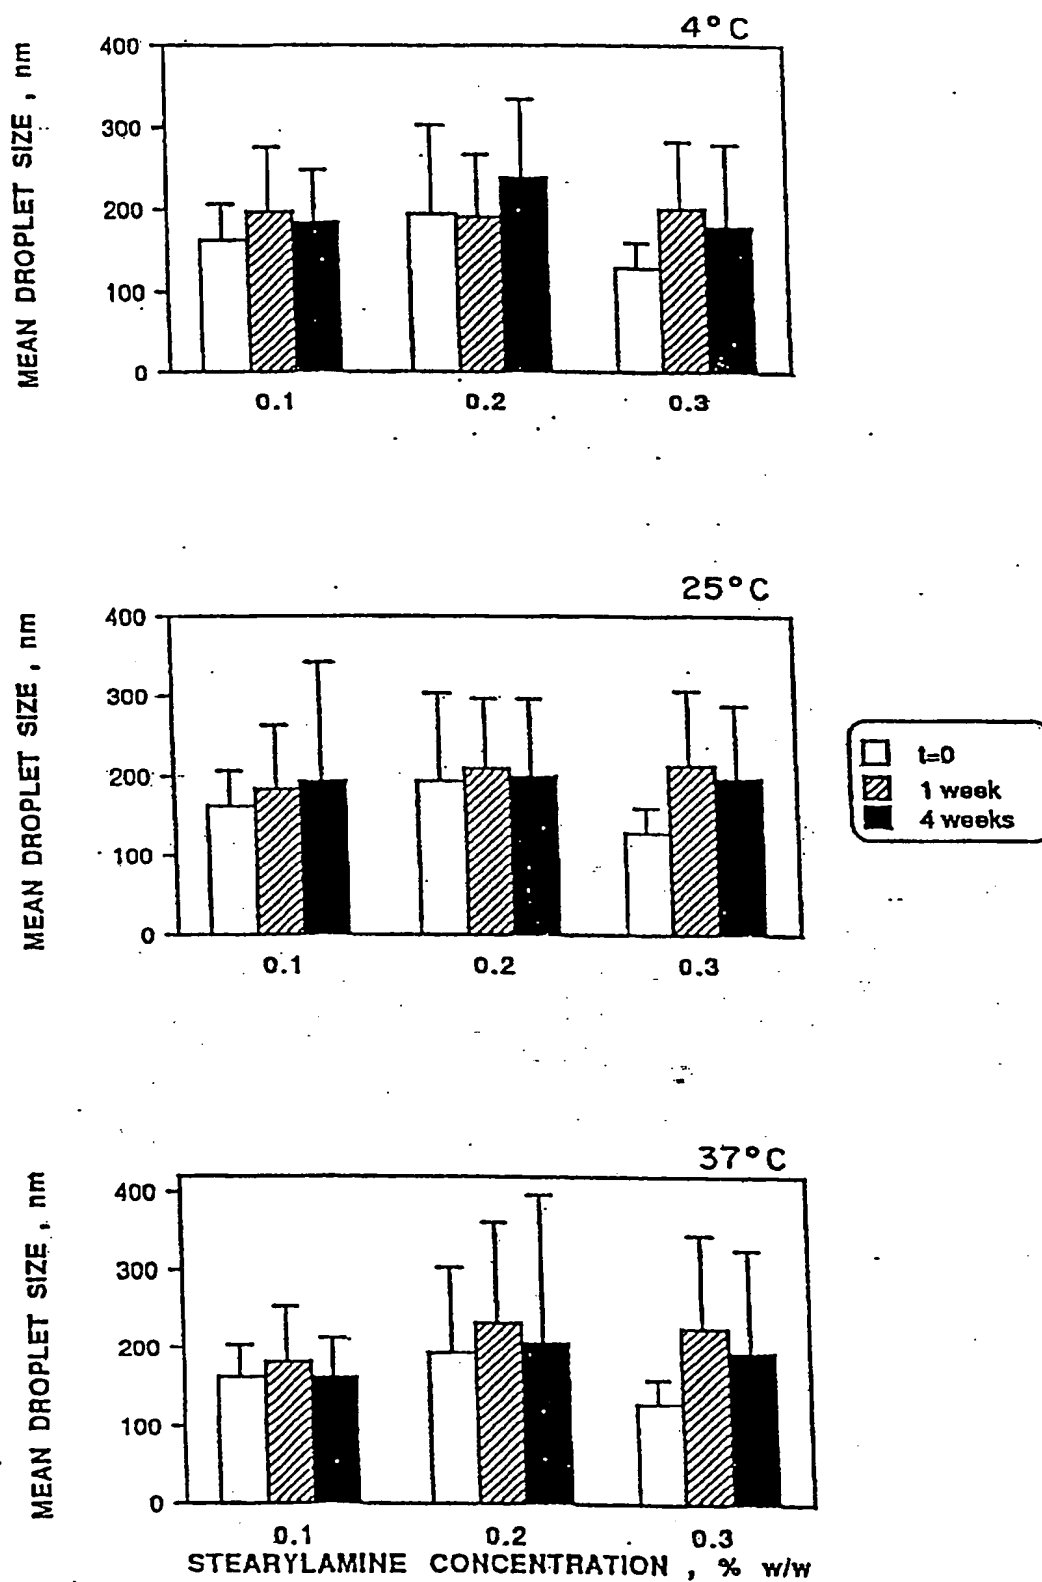 4°C
MEAN DROPLET SIZE , nm
400
300
200
100
0
0.1 0.2 0.3
25°C
MEAN DROPLET SIZE , nm
400
300
200
100
0
0.1 0.2 0.3
t=0
1 week
4 weeks
37°C
MEAN DROPLET SIZE , nm
400
300
200
100
0
0.1 0.2 0.3
STEARYLAMINE CONCENTRATION , % w/w